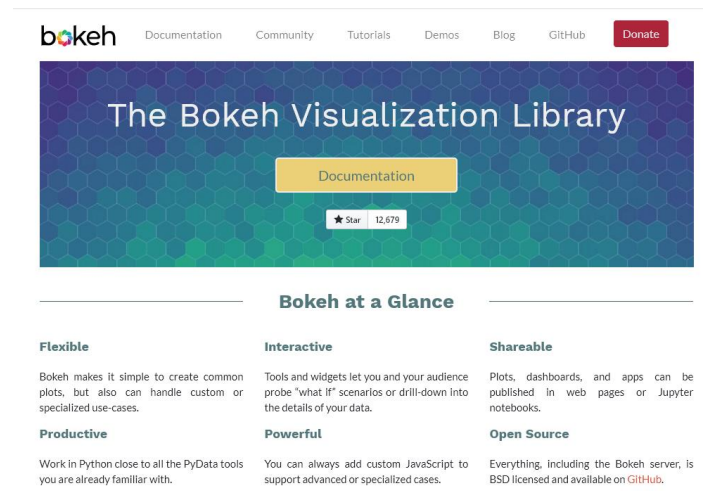 bokeh Documentation Community Tutorials Demos Blog GitHub Donate
The Bokeh Visualization Library
Documentation
Star 12,679
Bokeh at a Glance
Flexible
Bokeh makes it simple to create common
plots, but also can handle custom or
specialized use-cases.
Interactive
Tools and widgets let you and your audience
probe "what if" scenarios or drill-down into
the details of your data.
Shareable
Plots, dashboards, and apps can be
published in web pages or Jupyter
notebooks.
Productive
Work in Python close to all the PyData tools
you are already familiar with.
Powerful
You can always add custom JavaScript to
support advanced or specialized cases.
Open Source
Everything, including the Bokeh server, is
BSD licensed and available on GitHub.